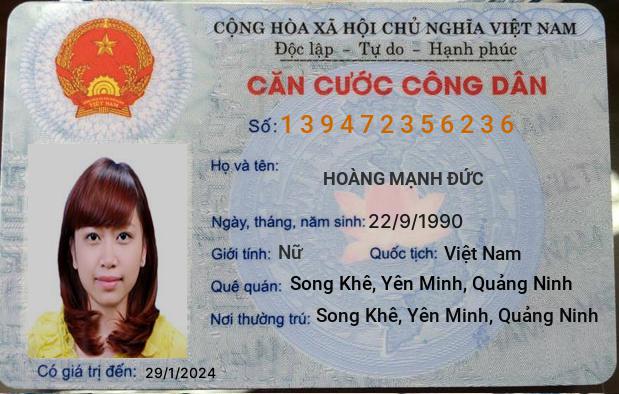 CỘNG HÒA XÃ HỘI CHỦ NGHĨA VIỆT NAM
Độc lập - Tự do - Hạnh phúc
CĂN CƯỚC CÔNG DÂN
Số: 139472356236
Họ và tên:
HOÀNG MẠNH ĐỨC
Ngày, tháng, năm sinh: 22/9/1990
Giới tính: Nữ Quốc tịch: Việt Nam
Quê quán: Song Khê, Yên Minh, Quảng Ninh
Nơi thường trú: Song Khê, Yên Minh, Quảng Ninh
Có giá trị đến: 29/1/2024
VIỆT NAM